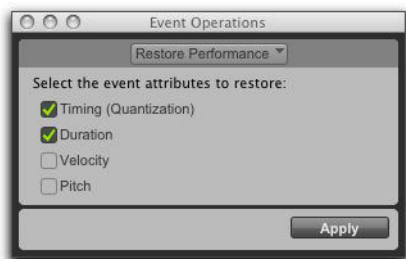 Event Operations
Restore Performance
Select the event attributes to restore:
Timing (Quantization)
Duration
Velocity
Pitch
Apply